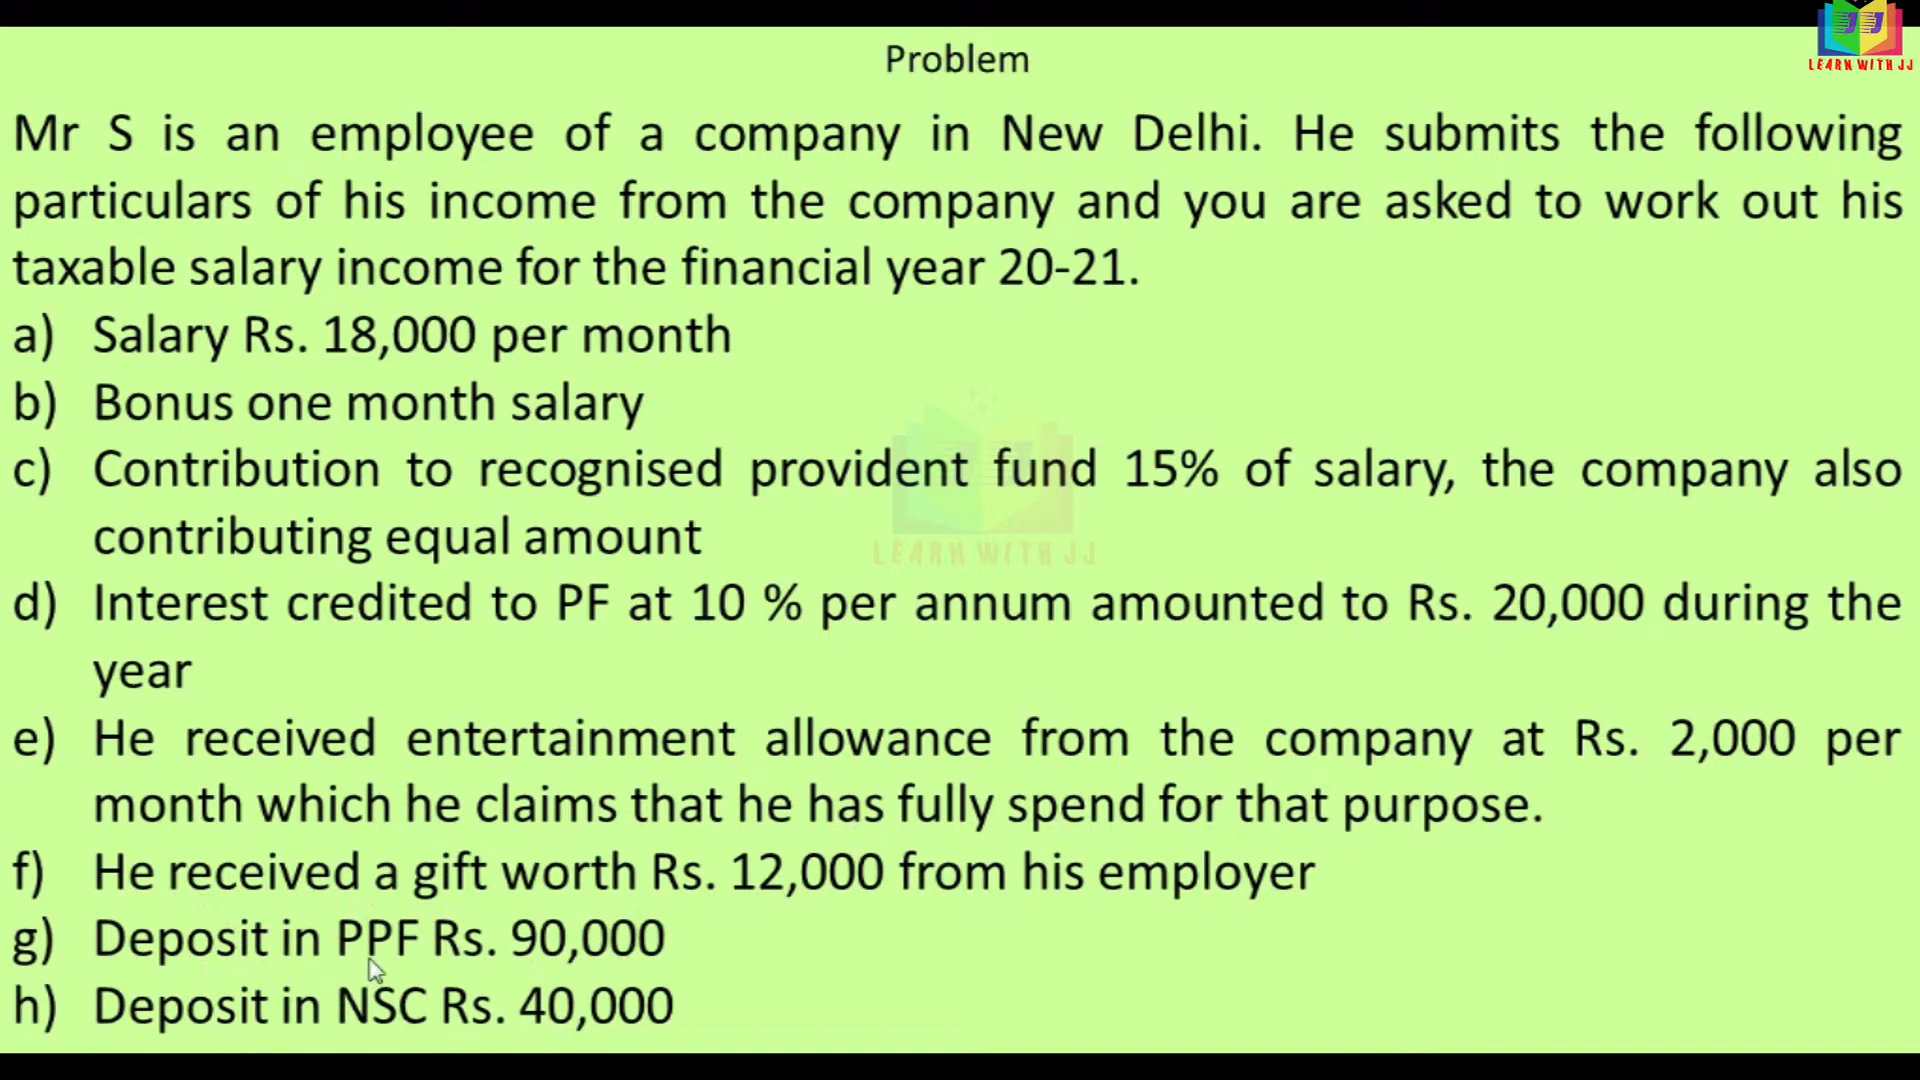 Problem
LEARN WITH JJ
Mr S is an employee of a company in New Delhi. He submits the following
particulars of his income from the company and you are asked to work out his
taxable salary income for the financial year 20-21.
a) Salary Rs. 18,000 per month
b) Bonus one month salary
c) Contribution to recognised provident fund 15% of salary, the company also
contributing equal amount
LEARN WITH JJ
d) Interest credited to PF at 10 % per annum amounted to Rs. 20,000 during the
year
e) He received entertainment allowance from the company at Rs. 2,000 per
month which he claims that he has fully spend for that purpose.
f) He received a gift worth Rs. 12,000 from his employer
g) Deposit in PPF Rs. 90,000
h) Deposit in NSC Rs. 40,000